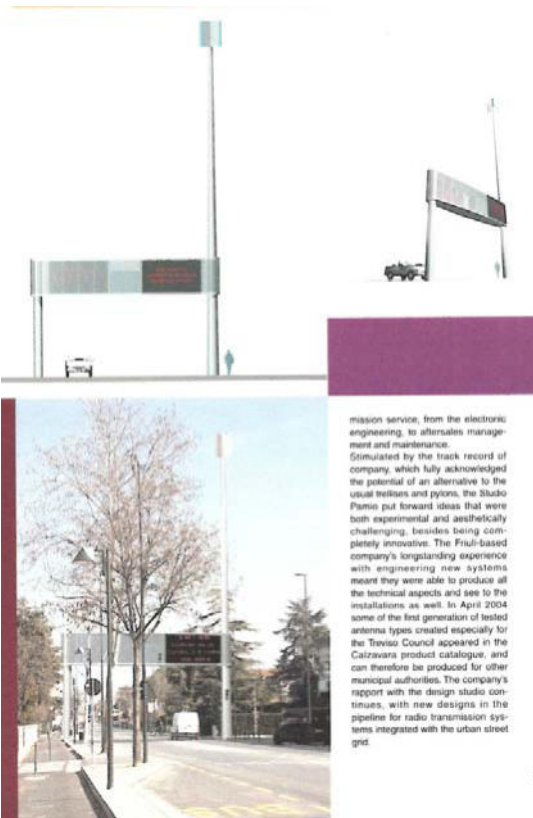 mission service, from the electronic
engineering, to aftersales manage-
ment and maintenance.
Stimulated by the track record of
company, which fully acknowledged
the potential of an alternative to the
usual trellises and pylons, the Studio
Pamio put forward ideas that were
both experimental and aesthetically
challenging, besides being com-
pletely innovative. The Friuli-based
company's longstanding experience
with engineering new systems
meant they were able to produce all
the technical aspects and see to the
installations as well. In April 2004
some of the first generation of tested
antenna types created especially for
the Treviso Council appeared in the
Calzavara product catalogue, and
can therefore be produced for other
municipal authorities. The company's
rapport with the design studio con-
tinues, with new designs in the
pipeline for radio transmission sys-
tems integrated with the urban street
grid.